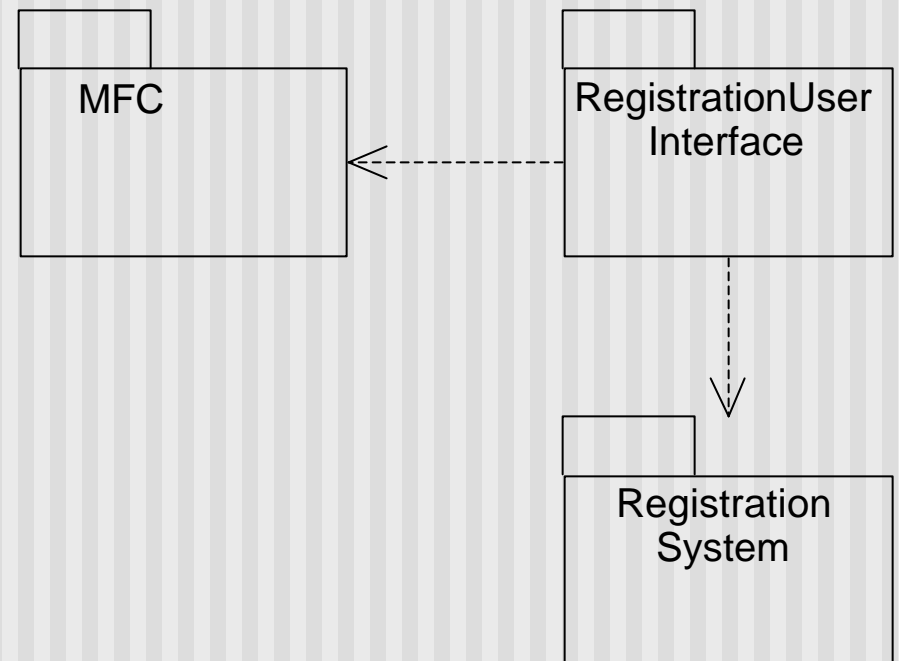 MFC
RegistrationUser
Interface
Registration
System